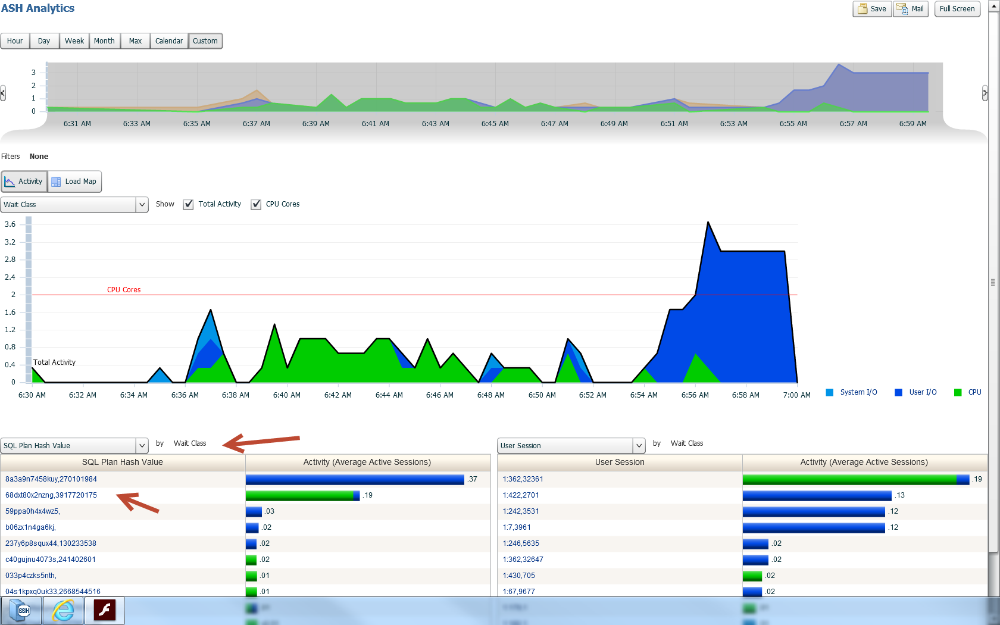 ASH Analytics
Save Mail Full Screen
Hour Day Week Month Max Calendar Custom
3
2
1
0
6:31 AM 6:33 AM 6:35 AM 6:37 AM 6:39 AM 6:41 AM 6:43 AM 6:45 AM 6:47 AM 6:49 AM 6:51 AM 6:53 AM 6:55 AM 6:57 AM 6:59 AM
Filters None
Activity Load Map
Wait Class Show Total Activity CPU Cores
3.6
3.2
2.8
2.4
CPU Cores
2
1.6
1.2
0.8
0.4 Total Activity
0
6:30 AM 6:32 AM 6:34 AM 6:36 AM 6:38 AM 6:40 AM 6:42 AM 6:44 AM 6:46 AM 6:48 AM 6:50 AM 6:52 AM 6:54 AM 6:56 AM 6:58 AM 7:00 AM System I/O User I/O CPU
SQL Plan Hash Value by Wait Class
SQL Plan Hash Value Activity (Average Active Sessions)
8a3a9n7458kuy,270101984 .37
68dxt80x2nzng,3917720175 .19
59ppa0h4x4wz5, .03
b06zx1n4ga6kj, .02
237y6p8squx44,130233538 .02
c40gujnu4073s,241402601 .02
033p4czks5nth, .01
04s1kpxq0uk33,2668544516 .01
User Session by Wait Class
User Session Activity (Average Active Sessions)
1:362,32361 .19
1:422,2701 .13
1:242,3531 .12
1:7,3961 .12
1:246,5635 .02
1:362,32647 .02
1:430,705 .02
1:67,9677 .02
SSH